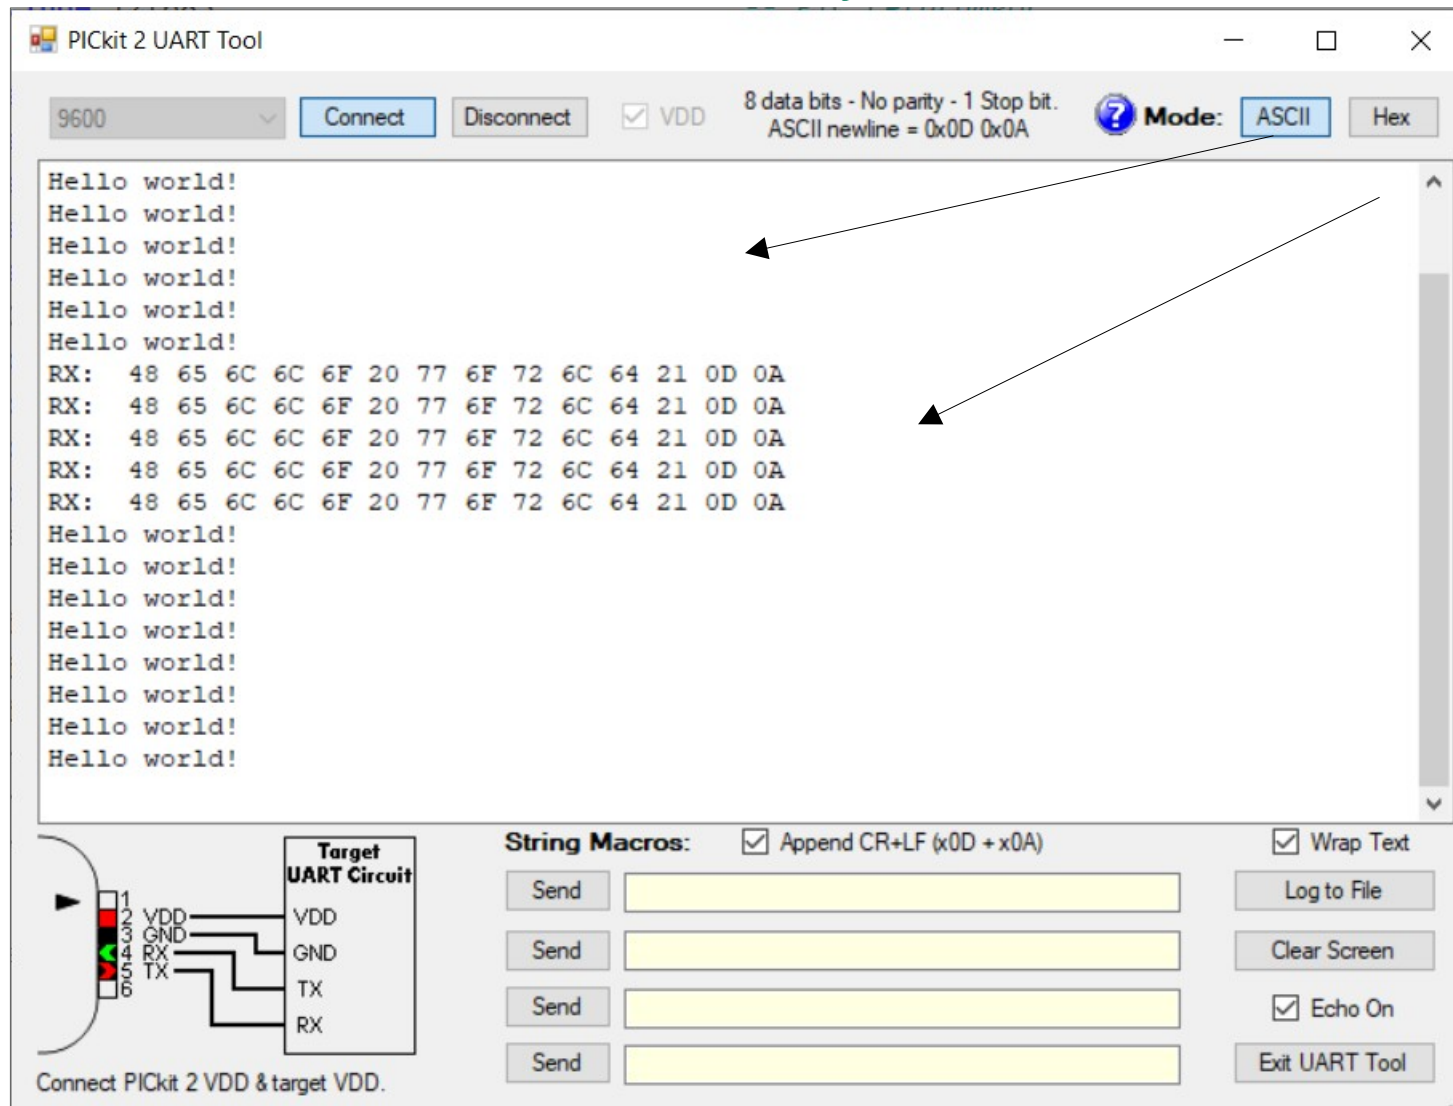 PICkit 2 UART Tool
9600 Connect Disconnect VDD 8 data bits - No parity - 1 Stop bit. Mode: ASCII Hex
ASCII newline = 0x0D 0x0A
Hello world!
Hello world!
Hello world!
Hello world!
Hello world!
Hello world!
RX: 48 65 6C 6C 6F 20 77 6F 72 6C 64 21 0D 0A
RX: 48 65 6C 6C 6F 20 77 6F 72 6C 64 21 0D 0A
RX: 48 65 6C 6C 6F 20 77 6F 72 6C 64 21 0D 0A
RX: 48 65 6C 6C 6F 20 77 6F 72 6C 64 21 0D 0A
RX: 48 65 6C 6C 6F 20 77 6F 72 6C 64 21 0D 0A
Hello world!
Hello world!
Hello world!
Hello world!
Hello world!
Hello world!
Hello world!
Hello world!
Target
UART Circuit
1
2 VDD VDD
3 GND GND
4 RX TX
5 TX RX
6
Connect PICkit 2 VDD & target VDD.
String Macros: Append CR+LF (x0D + x0A) Wrap Text
Send Log to File
Send Clear Screen
Send Echo On
Send Exit UART Tool